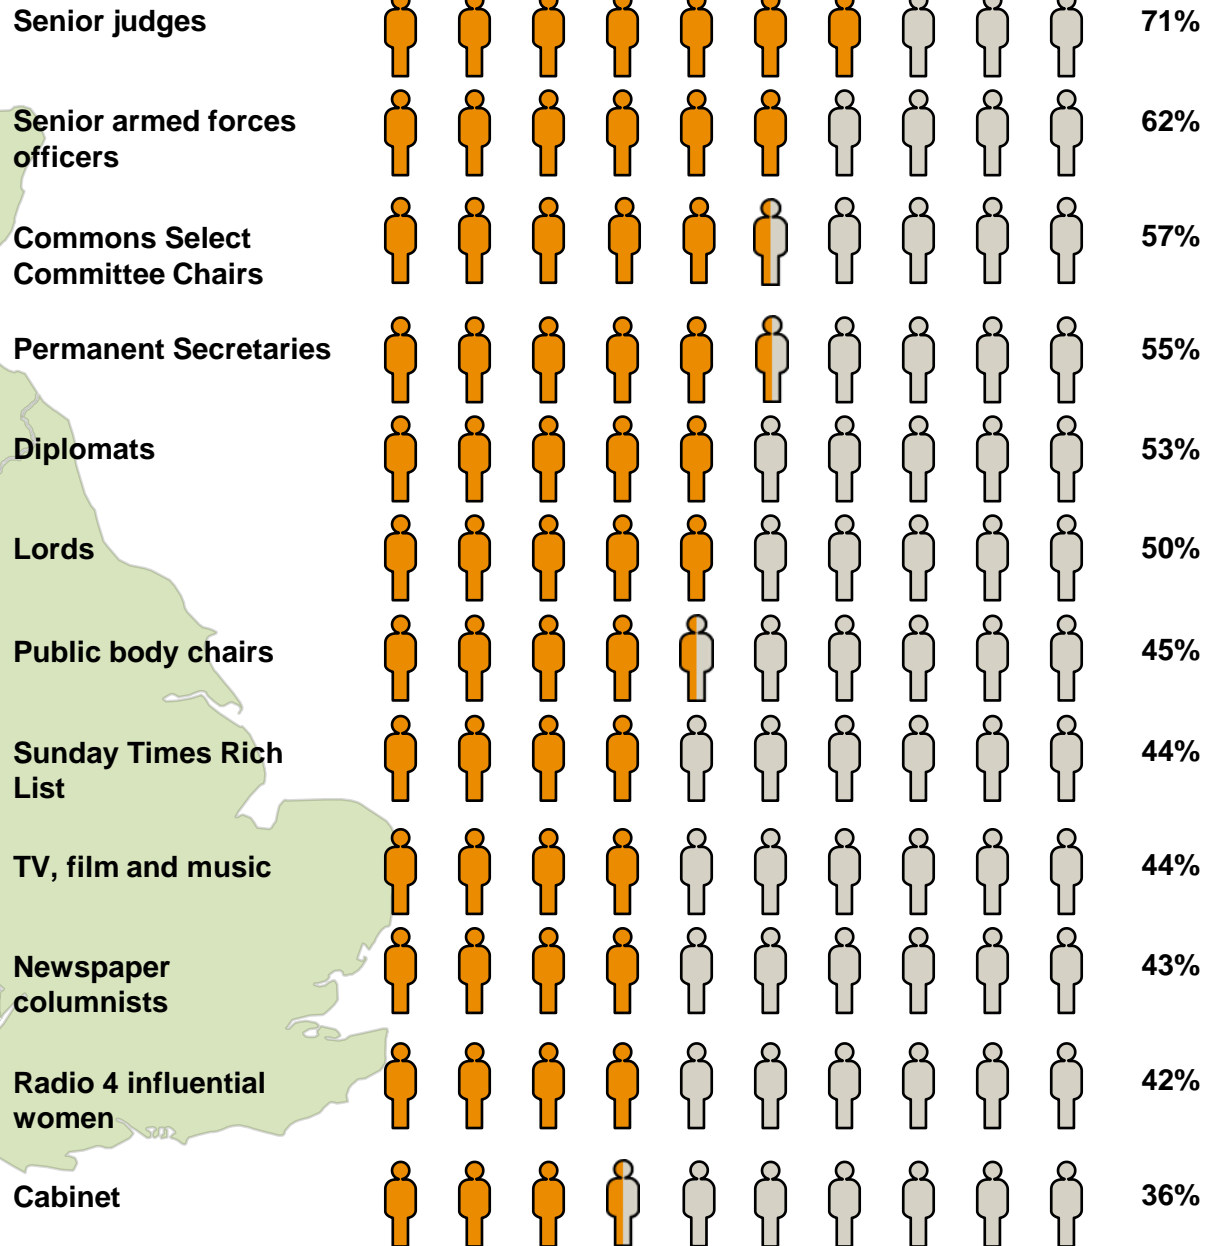 Senior judges 71%
Senior armed forces 62%
officers
Commons Select 57%
Committee Chairs
Permanent Secretaries 55%
Diplomats 53%
Lords 50%
Public body chairs 45%
Sunday Times Rich 44%
List
TV, film and music 44%
Newspaper 43%
columnists
Radio 4 influential 42%
women
Cabinet 36%